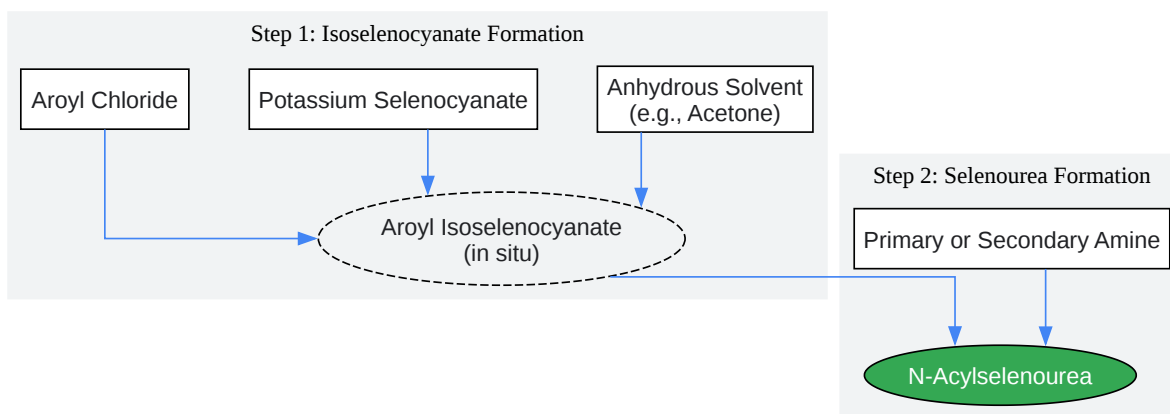 Step 1: Isoselenocyanate Formation
Aroyl Chloride
Potassium Selenocyanate
Anhydrous Solvent
(e.g., Acetone)
Aroyl Isoselenocyanate
(in situ)
Step 2: Selenourea Formation
Primary or Secondary Amine
N-Acylselenourea